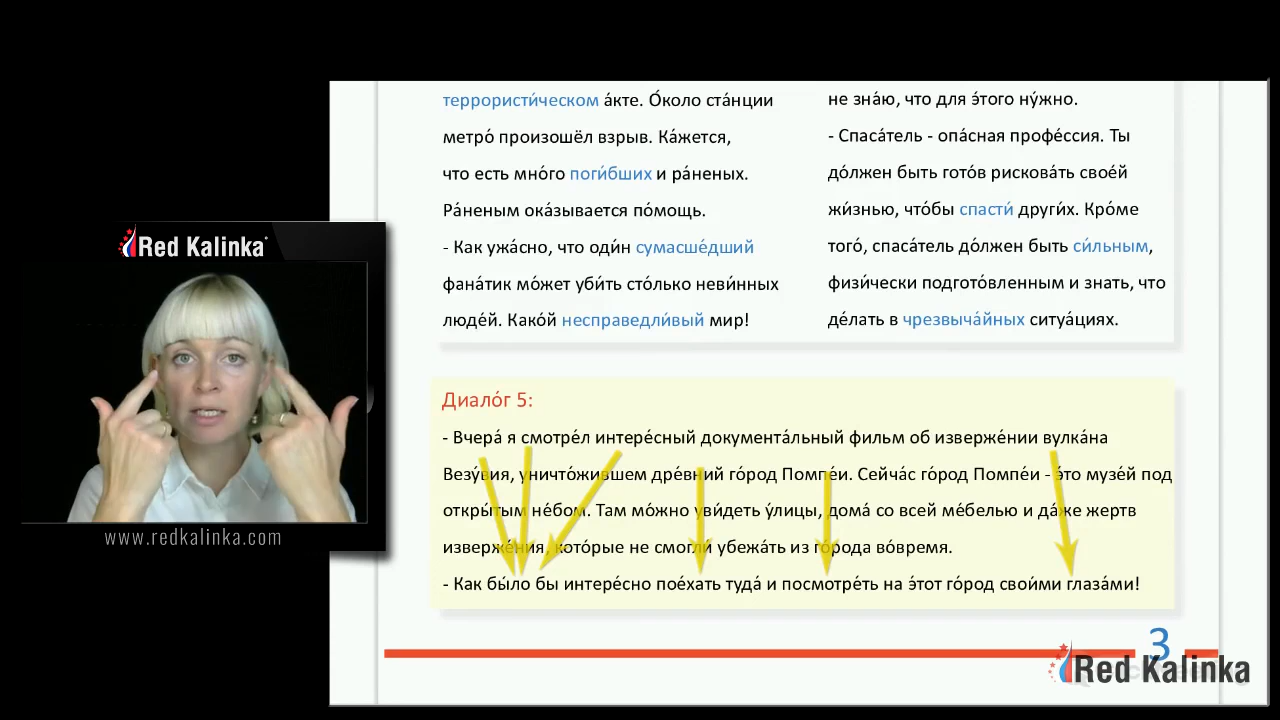 Red Kalinka
www.redkalinka.com
террористи́ческом а́кте. О́коло ста́нции
метро́ произошёл взрыв. Ка́жется,
что есть мно́го поги́бших и ра́неных.
Ра́неным ока́зывается по́мощь.
- Как ужа́сно, что оди́н сумасше́дший
фана́тик мо́жет уби́ть сто́лько неви́нных
люде́й. Како́й несправедли́вый мир!
не зна́ю, что для э́того ну́жно.
- Спаса́тель - опа́сная профе́ссия. Ты
до́лжен быть гото́в рискова́ть свое́й
жи́знью, что́бы спасти́ други́х. Кро́ме
того́, спаса́тель до́лжен быть си́льным,
физи́чески подгото́вленным и знать, что
де́лать в чрезвыча́йных ситуа́циях.
Диало́г 5:
- Вчера́ я смотре́л интере́сный документа́льный фильм об изверже́нии вулка́на
Везу́вия, уничто́жившем дре́вний го́род Помпе́и. Сейча́с го́род Помпе́и - э́то музе́й под
откры́тым не́бом. Там мо́жно уви́деть у́лицы, дома́ со всей ме́белью и да́же жертв
изверже́ния, кото́рые не смогли́ убежа́ть из го́рода во́время.
- Как бы́ло бы интере́сно пое́хать туда́ и посмотре́ть на э́тот го́род свои́ми глаза́ми!
3
Red Kalinka